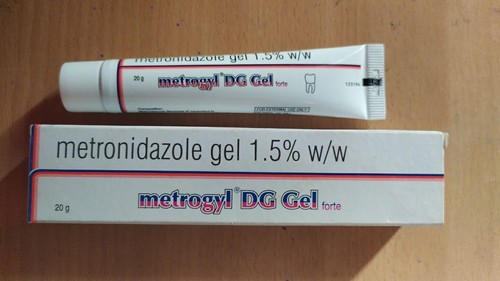 metronidazole gel 1.5% w/w
20 g
metrogyl® DG Gel forte
FOR EXTERNAL USE ONLY
metronidazole gel 1.5% w/w
metrogyl® DG Gel forte
20 g